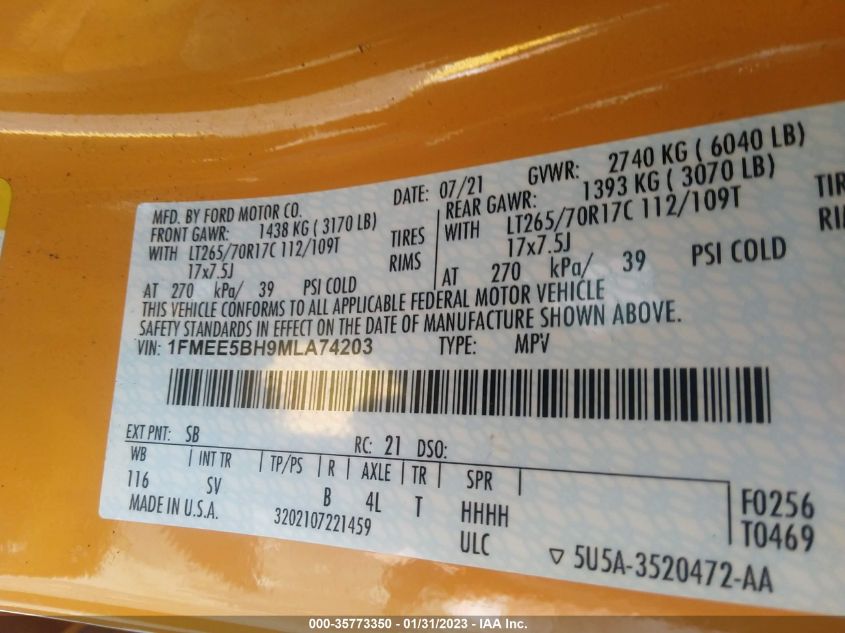 MFD. BY FORD MOTOR CO.
DATE: 07/21 GVWR: 2740 KG ( 6040 LB)
FRONT GAWR: 1438 KG ( 3170 LB) REAR GAWR: 1393 KG ( 3070 LB)
WITH LT265/70R17C 112/109T TIRES WITH LT265/70R17C 112/109T TIRE
17x7.5J RIMS 17x7.5J
AT 270 kPa/ 39 PSI COLD AT 270 kPa/ 39 PSI COLD
THIS VEHICLE CONFORMS TO ALL APPLICABLE FEDERAL MOTOR VEHICLE
SAFETY STANDARDS IN EFFECT ON THE DATE OF MANUFACTURE SHOWN ABOVE.
VIN: 1FMEE5BH9MLA74203 TYPE: MPV
EXT PNT: SB RC: 21 DSO:
WB INT TR TP/PS R AXLE TR SPR
116 SV B 4L T HHHH
F0256
MADE IN U.S.A. 3202107221459 ULC
T0469
▽ 5U5A-3520472-AA
000-35773350 - 01/31/2023 - IAA Inc.